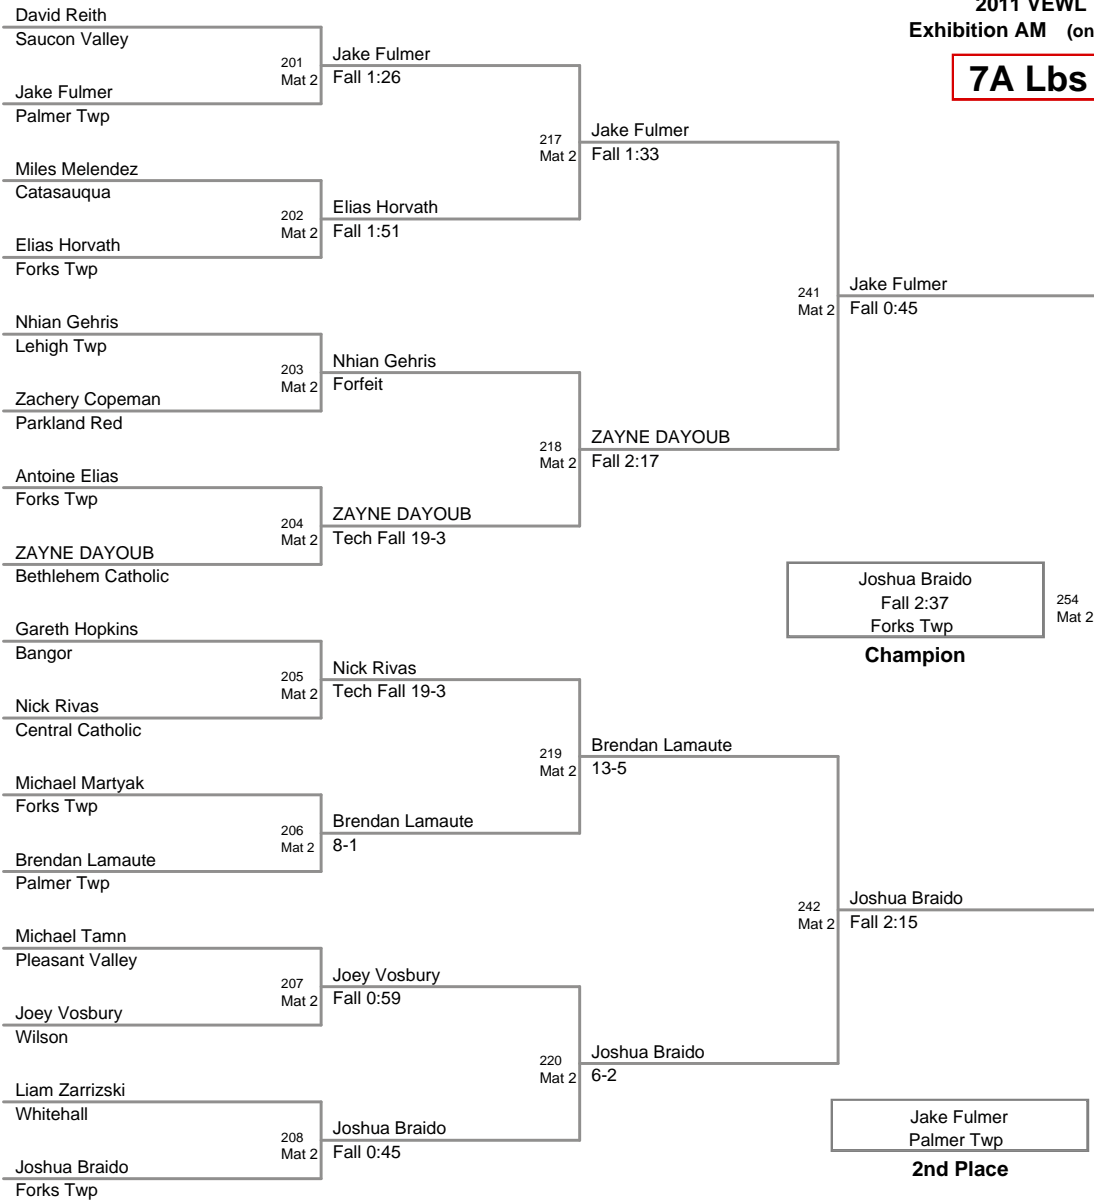 2011 VEWL
Exhibition AM (on
7A Lbs
David Reith
Saucon Valley
201
Mat 2
Jake Fulmer
Fall 1:26
Jake Fulmer
Palmer Twp
217
Mat 2
Jake Fulmer
Fall 1:33
Miles Melendez
Catasauqua
202
Mat 2
Elias Horvath
Fall 1:51
Elias Horvath
Forks Twp
241
Mat 2
Jake Fulmer
Fall 0:45
Nhian Gehris
Lehigh Twp
203
Mat 2
Nhian Gehris
Forfeit
Zachery Copeman
Parkland Red
218
Mat 2
ZAYNE DAYOUB
Fall 2:17
Antoine Elias
Forks Twp
204
Mat 2
ZAYNE DAYOUB
Tech Fall 19-3
ZAYNE DAYOUB
Bethlehem Catholic
Joshua Braido
Fall 2:37
Forks Twp
254
Mat 2
Champion
Gareth Hopkins
Bangor
205
Mat 2
Nick Rivas
Tech Fall 19-3
Nick Rivas
Central Catholic
219
Mat 2
Brendan Lamaute
13-5
Michael Martyak
Forks Twp
206
Mat 2
Brendan Lamaute
8-1
Brendan Lamaute
Palmer Twp
242
Mat 2
Joshua Braido
Fall 2:15
Michael Tamn
Pleasant Valley
207
Mat 2
Joey Vosbury
Fall 0:59
Joey Vosbury
Wilson
220
Mat 2
Joshua Braido
6-2
Liam Zarrizski
Whitehall
208
Mat 2
Joshua Braido
Fall 0:45
Joshua Braido
Forks Twp
Jake Fulmer
Palmer Twp
2nd Place